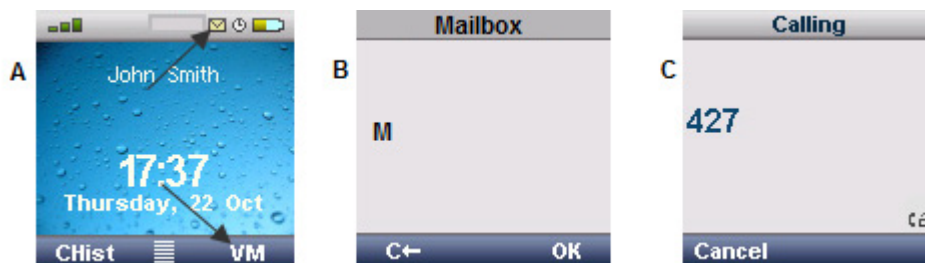 A
John Smith
17:37
Thursday, 22 Oct
CHist VM
B
Mailbox
M
C← OK
C
Calling
427
Cancel